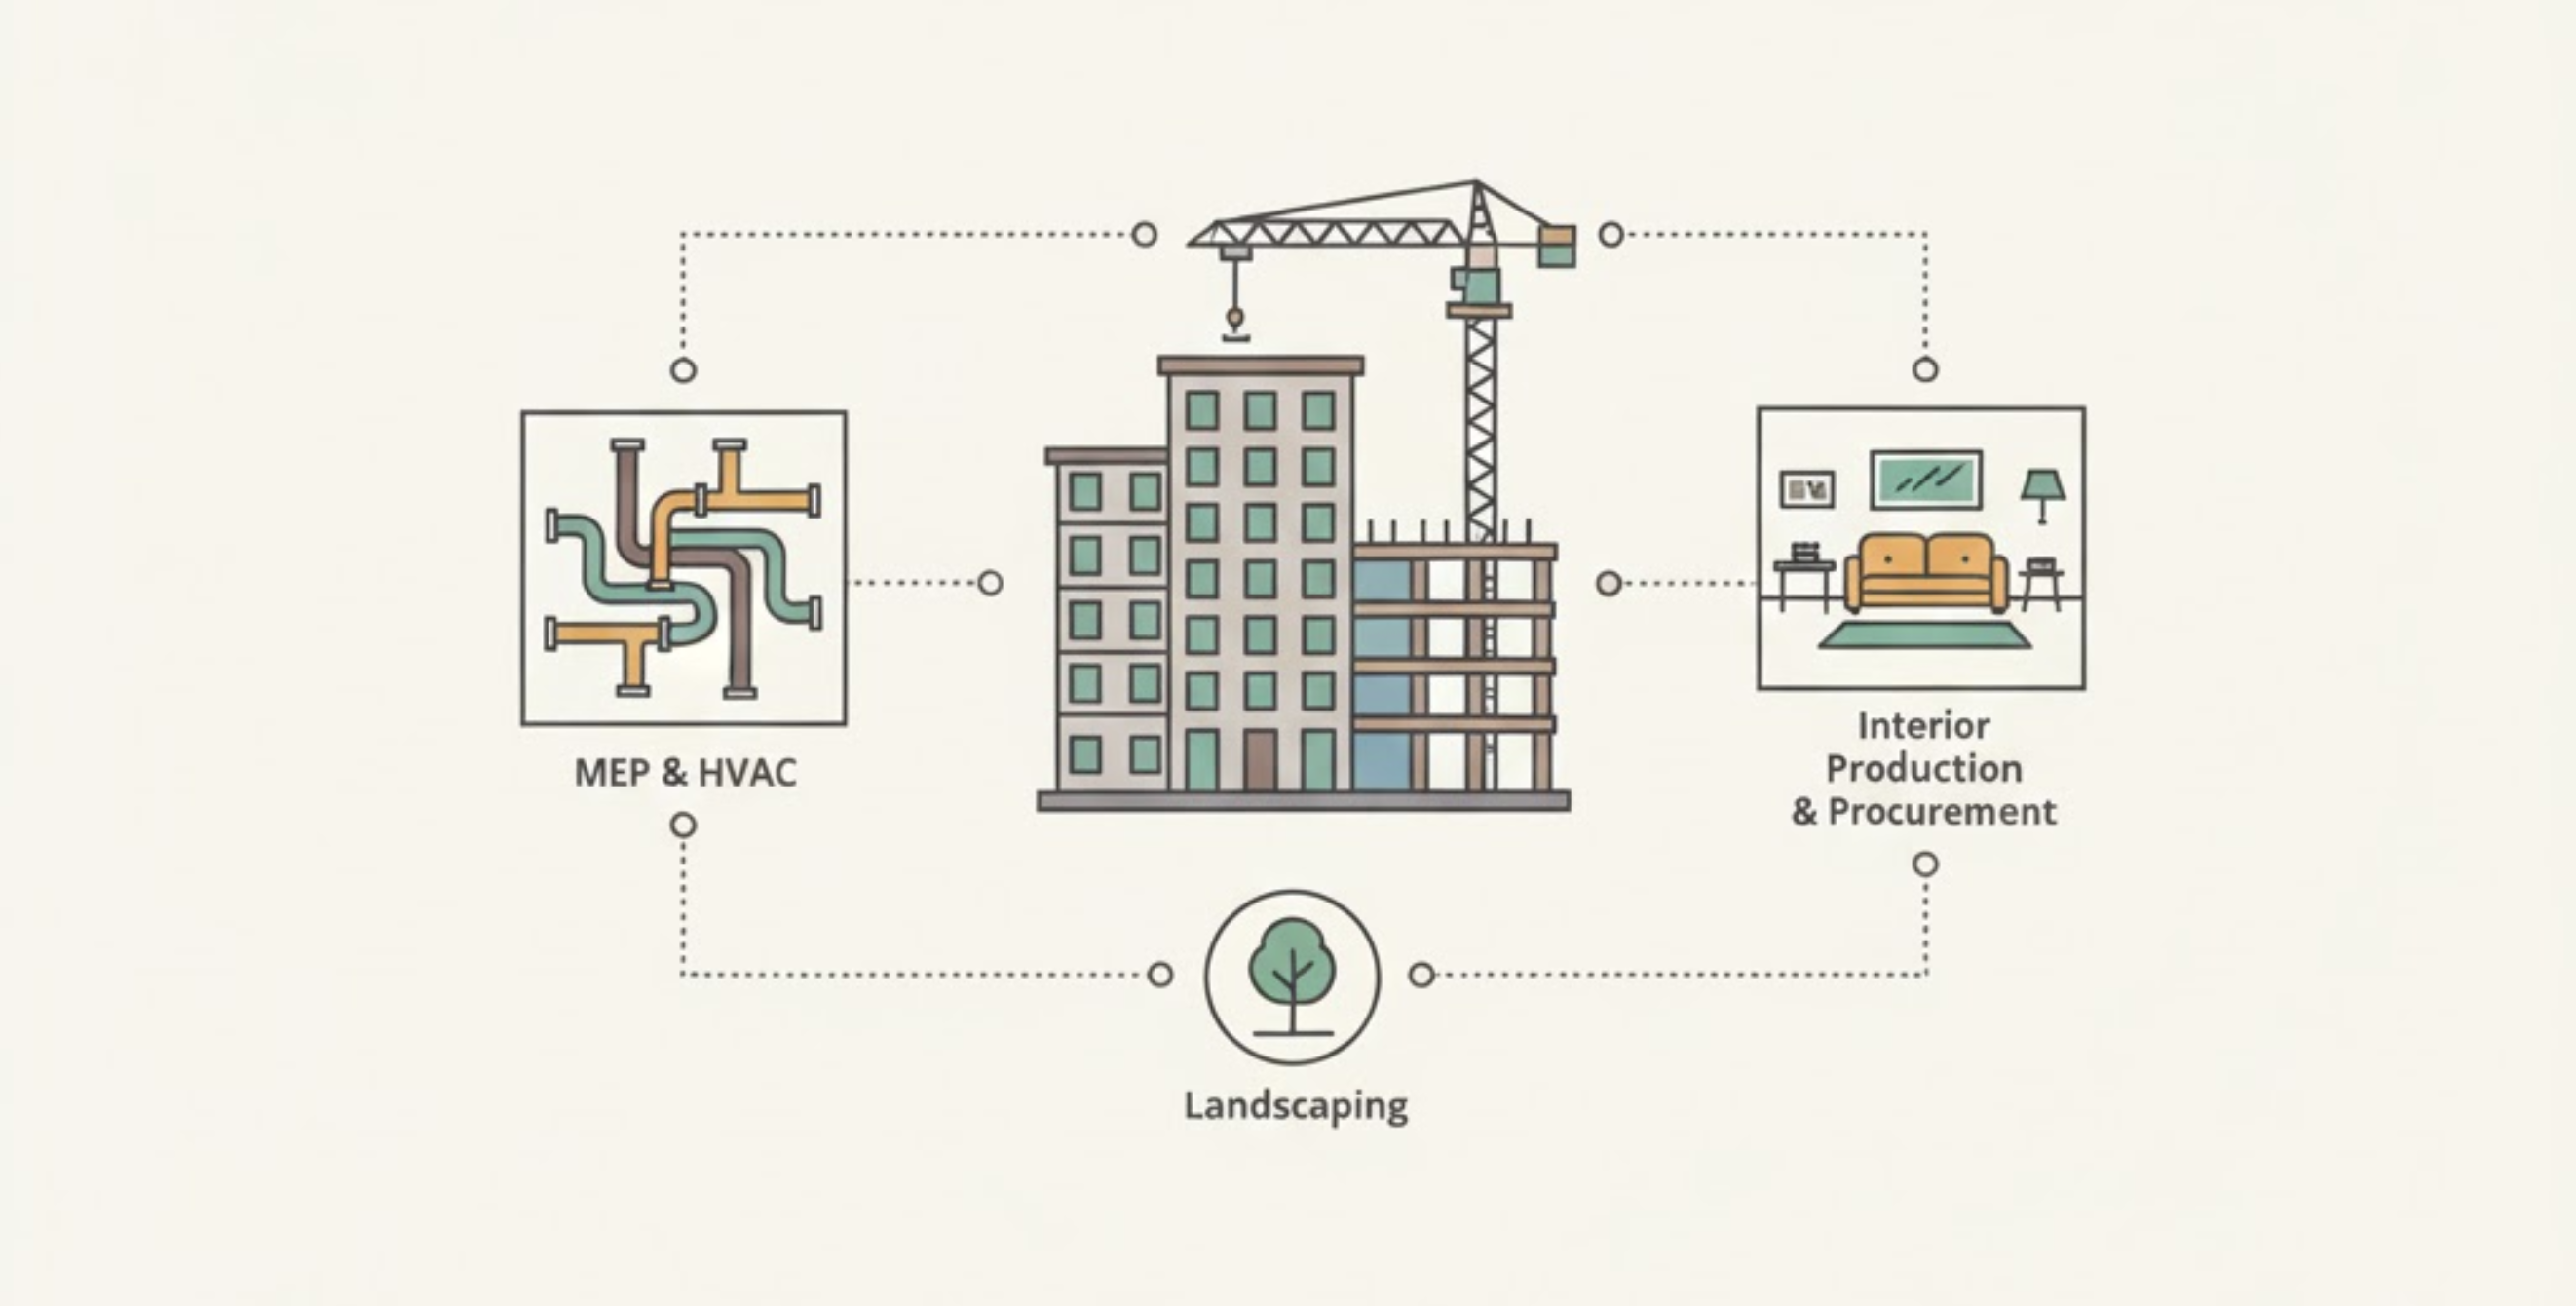 MEP & HVAC
Interior
Production
& Procurement
Landscaping